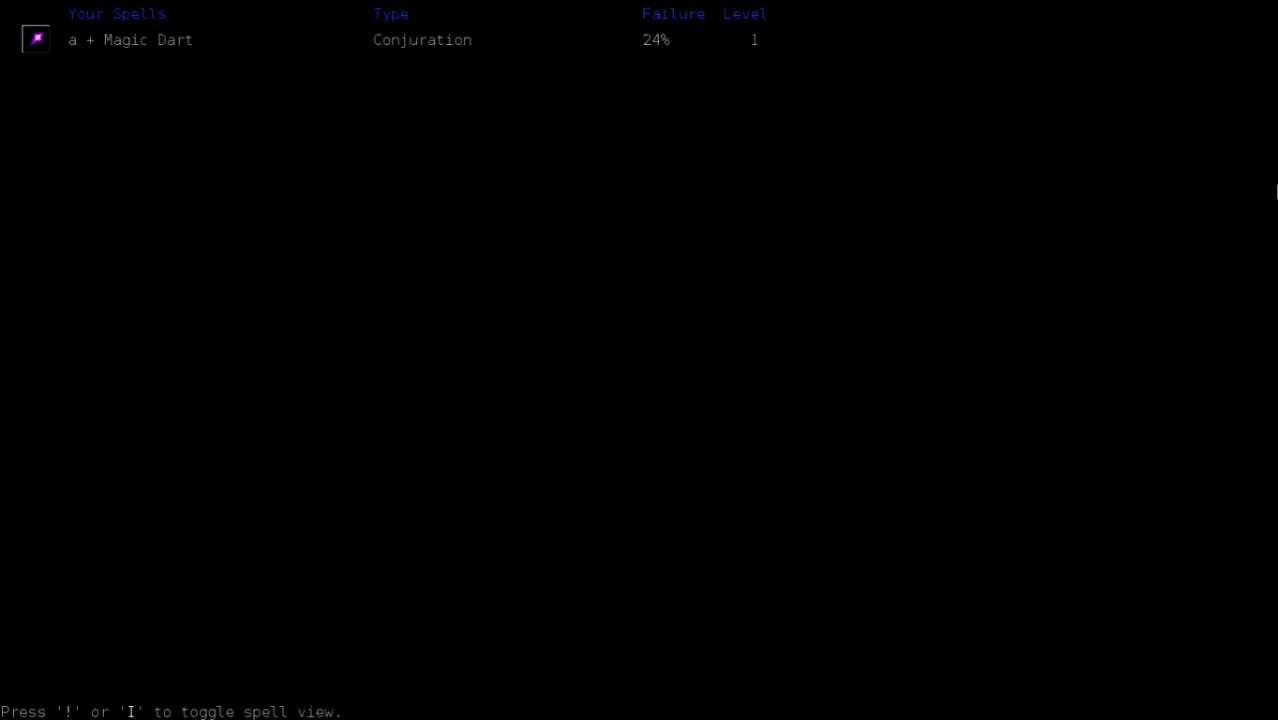 Your Spells Type Failure Level
a + Magic Dart Conjuration 24% 1
Press '!' or 'I' to toggle spell view.